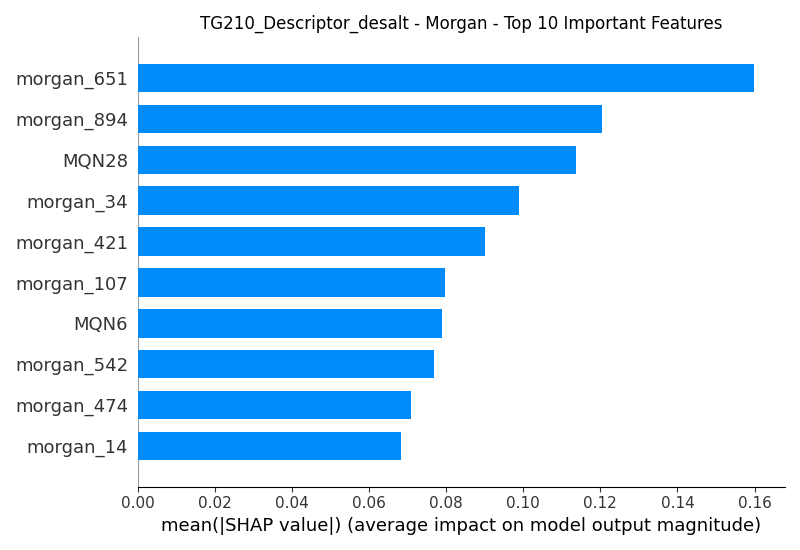 TG210_Descriptor_desalt - Morgan - Top 10 Important Features
morgan_651
morgan_894
MQN28
morgan_34
morgan_421
morgan_107
MQN6
morgan_542
morgan_474
morgan_14
0.00 0.02 0.04 0.06 0.08 0.10 0.12 0.14 0.16
mean(|SHAP value|) (average impact on model output magnitude)